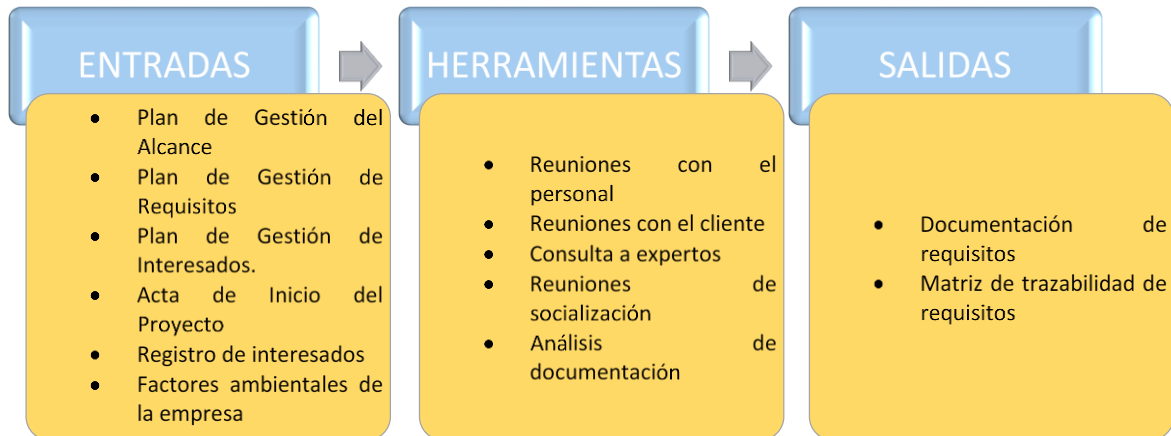 ENTRADAS
• Plan de Gestión del
Alcance
• Plan de Gestión de
Requisitos
• Plan de Gestión de
Interesados.
• Acta de Inicio del
Proyecto
• Registro de interesados
• Factores ambientales de
la empresa
HERRAMIENTAS
• Reuniones con el
personal
• Reuniones con el cliente
• Consulta a expertos
• Reuniones de
socialización
• Análisis de
documentación
SALIDAS
• Documentación de
requisitos
• Matriz de trazabilidad de
requisitos